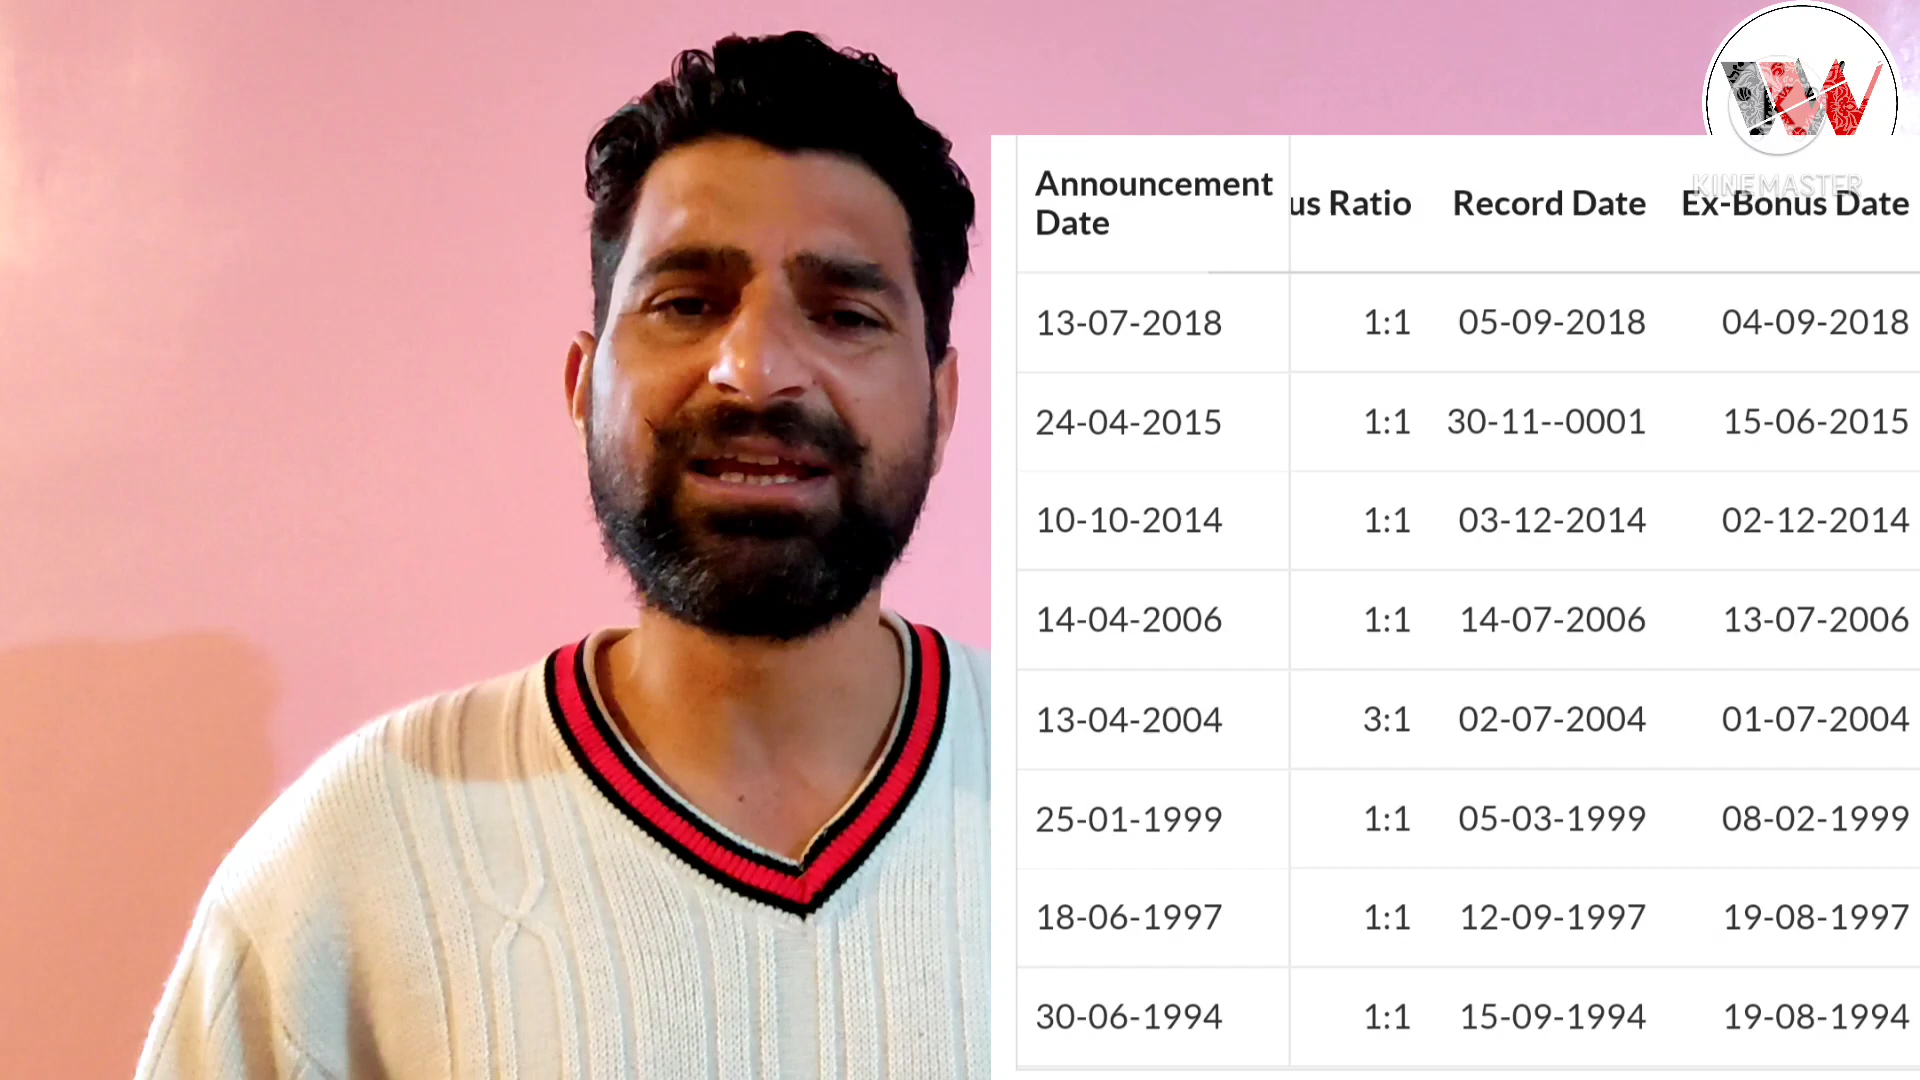 KINEMASTER
Announcement
Date
us Ratio Record Date Ex-Bonus Date
13-07-2018 1:1 05-09-2018 04-09-2018
24-04-2015 1:1 30-11--0001 15-06-2015
10-10-2014 1:1 03-12-2014 02-12-2014
14-04-2006 1:1 14-07-2006 13-07-2006
13-04-2004 3:1 02-07-2004 01-07-2004
25-01-1999 1:1 05-03-1999 08-02-1999
18-06-1997 1:1 12-09-1997 19-08-1997
30-06-1994 1:1 15-09-1994 19-08-1994